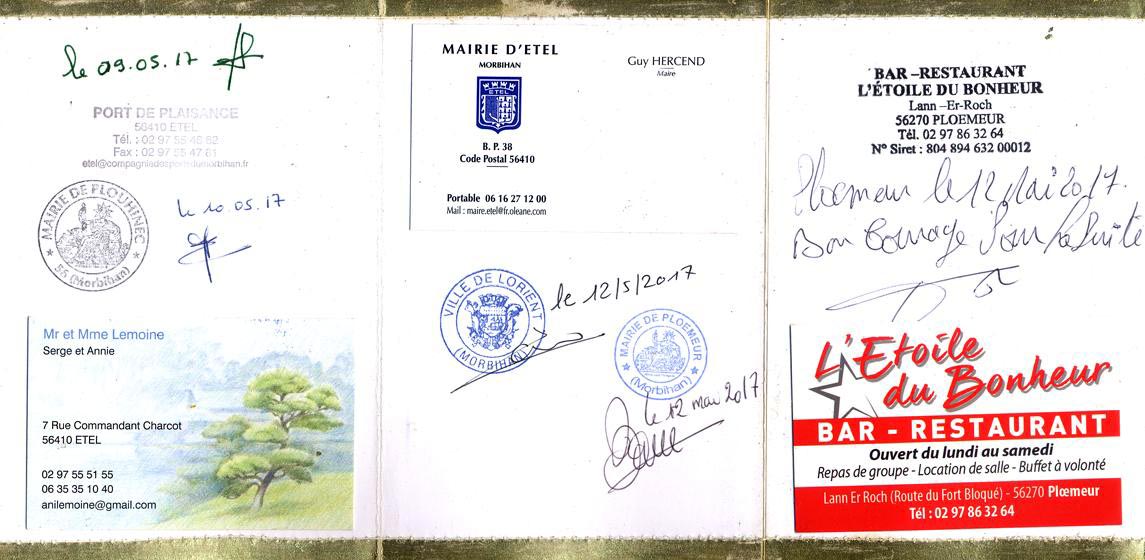 le 09.05.17
PORT DE PLAISANCE
56410 ETEL
Tél. : 02 97 55 46 62
Fax : 02 97 55 47 81
etel@compagniedesportsdumorbihan.fr
MAIRIE DE PLOUHINEC
56 (Morbihan)
le 10.05.17
Mr et Mme Lemoine
Serge et Annie
7 Rue Commandant Charcot
56410 ETEL
02 97 55 51 55
06 35 35 10 40
anilemoine@gmail.com
MAIRIE D'ETEL
MORBIHAN
Guy HERCEND
Maire
ETEL
B. P. 38
Code Postal 56410
Portable 06 16 27 12 00
Mail : maire.etel@fr.oleane.com
VILLE DE LORIENT
(MORBIHAN)
le 12/5/2017
MAIRIE DE PLOEMEUR
(Morbihan)
le 12 mai 2017
BAR –RESTAURANT
L'ÉTOILE DU BONHEUR
Lann –Er-Roch
56270 PLOEMEUR
Tél. 02 97 86 32 64
N° Siret : 804 894 632 00012
Ploemeur le 12 Mai 2017.
Bon Courage Pour la Suite
L'Etoile
du Bonheur
BAR - RESTAURANT
Ouvert du lundi au samedi
Repas de groupe - Location de salle - Buffet à volonté
Lann Er Roch (Route du Fort Bloqué) - 56270 Plœmeur
Tél : 02 97 86 32 64